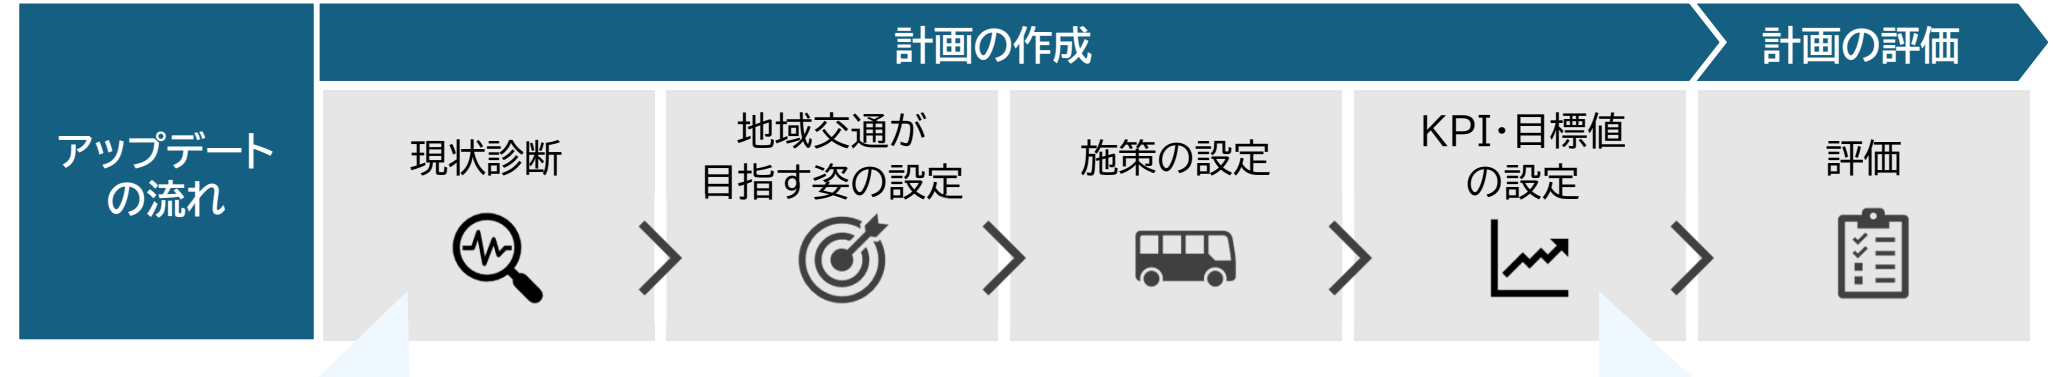 アップデート
の流れ
計画の作成
計画の評価
現状診断
地域交通が
目指す姿の設定
施策の設定
KPI・目標値
の設定
評価